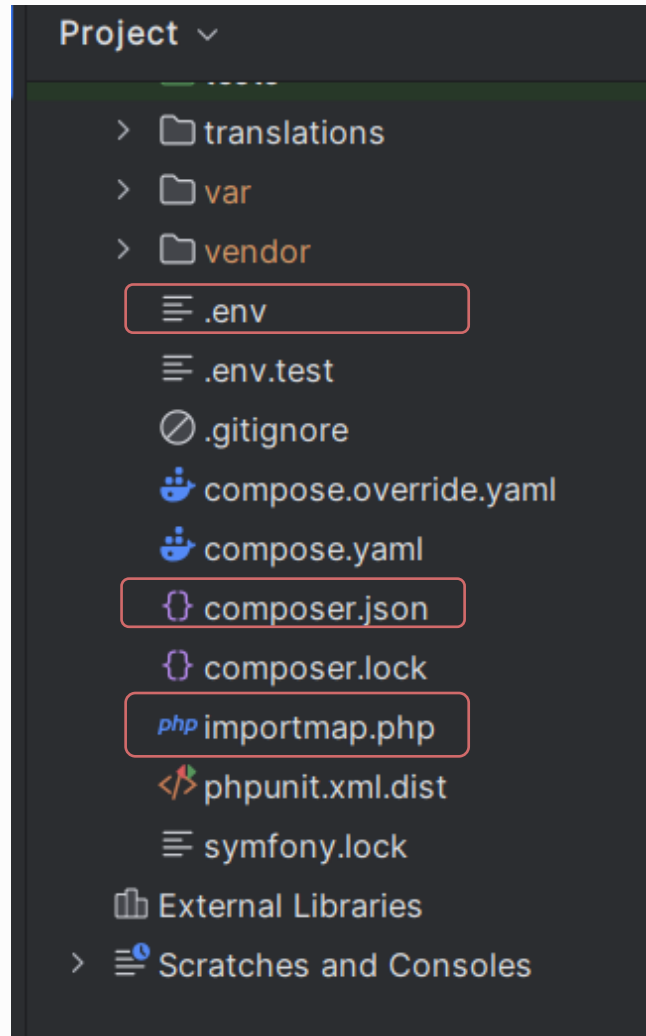 Project
translations
var
vendor
.env
.env.test
.gitignore
compose.override.yaml
compose.yaml
{} composer.json
{} composer.lock
php importmap.php
phpunit.xml.dist
symfony.lock
External Libraries
Scratches and Consoles